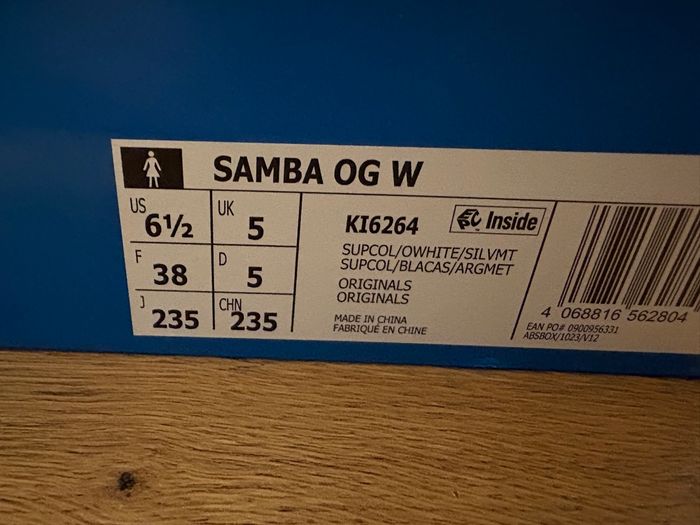 SAMBA OG W
US 6½ UK 5
F 38 D 5
J 235 CHN 235
KI6264 Inside
SUPCOL/OWHITE/SILVMT
SUPCOL/BLACAS/ARGMET
ORIGINALS
ORIGINALS
MADE IN CHINA
FABRIQUÉ EN CHINE
4 068816 562804
EAN PO# 0900956331
ABSBOX/1023/V12